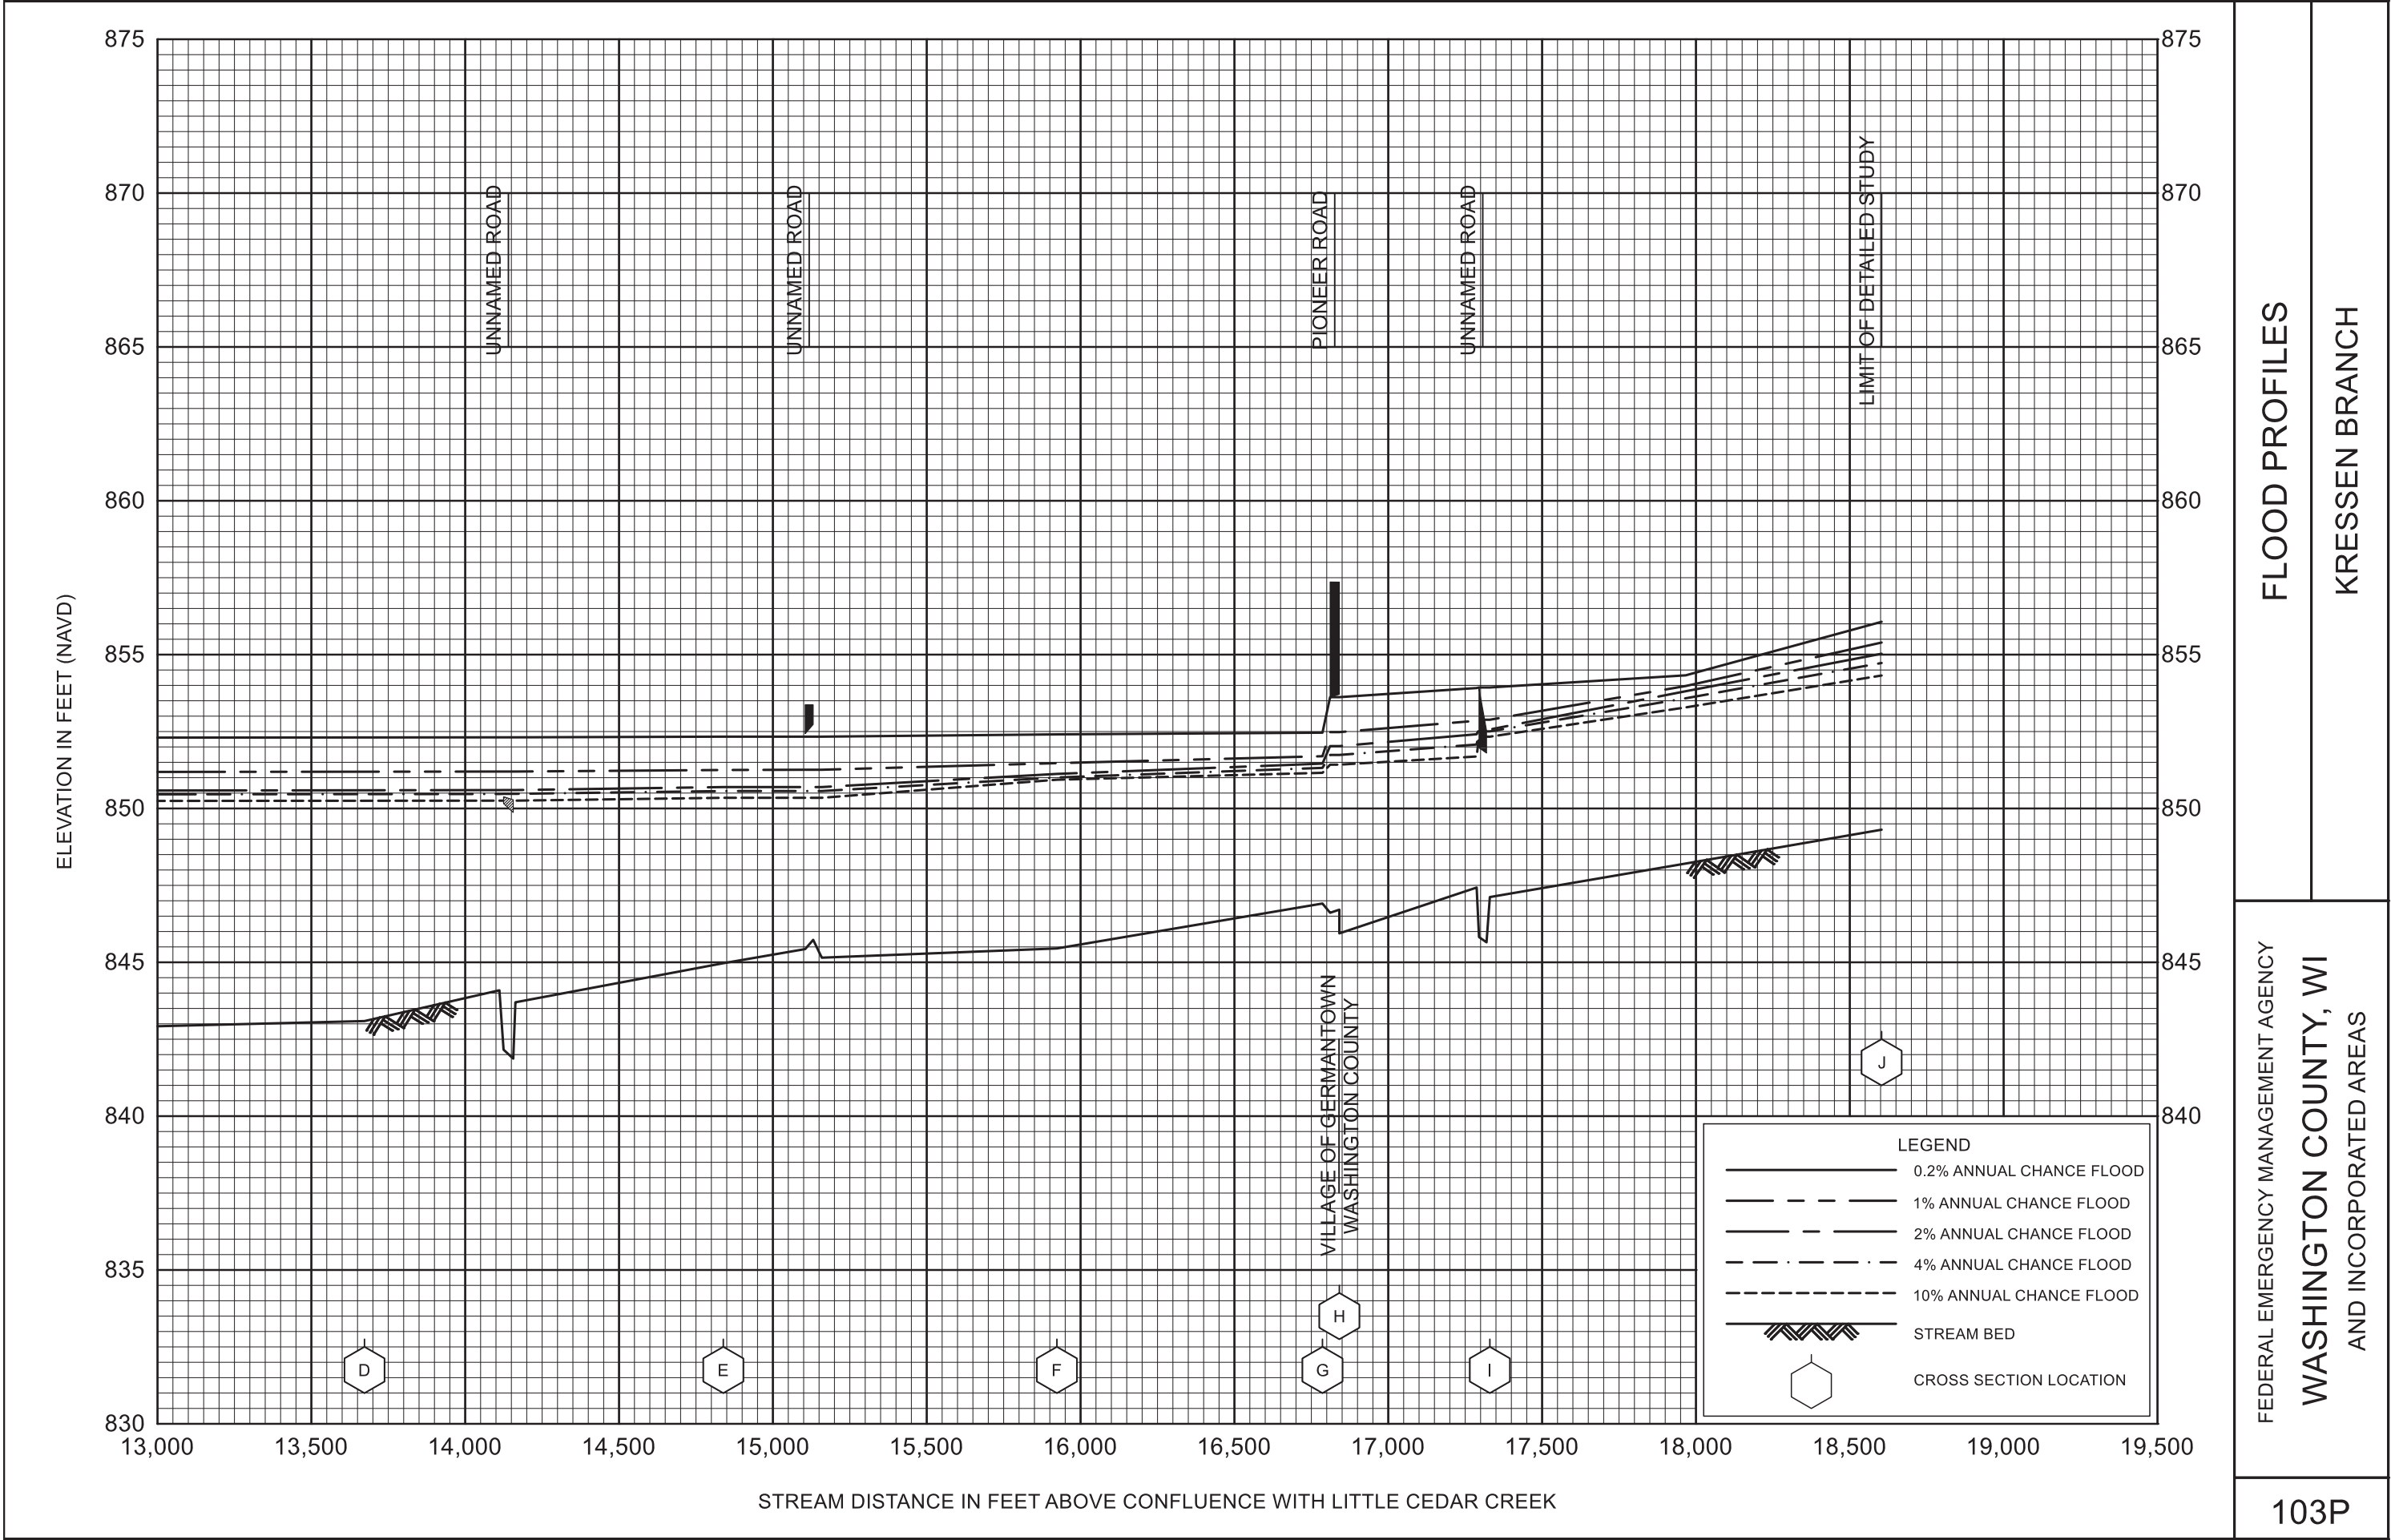 875
870
865
860
855
850
845
840
835
830
ELEVATION IN FEET (NAVD)
UNNAMED ROAD
UNNAMED ROAD
PIONEER ROAD
UNNAMED ROAD
LIMIT OF DETAILED STUDY
875
870
865
860
855
850
845
840
VILLAGE OF GERMANTOWN
WASHINGTON COUNTY
D
E
F
G
H
I
J
LEGEND
0.2% ANNUAL CHANCE FLOOD
1% ANNUAL CHANCE FLOOD
2% ANNUAL CHANCE FLOOD
4% ANNUAL CHANCE FLOOD
10% ANNUAL CHANCE FLOOD
STREAM BED
CROSS SECTION LOCATION
13,000 13,500 14,000 14,500 15,000 15,500 16,000 16,500 17,000 17,500 18,000 18,500 19,000 19,500
STREAM DISTANCE IN FEET ABOVE CONFLUENCE WITH LITTLE CEDAR CREEK
FLOOD PROFILES
KRESSEN BRANCH
FEDERAL EMERGENCY MANAGEMENT AGENCY
WASHINGTON COUNTY, WI
AND INCORPORATED AREAS
103P